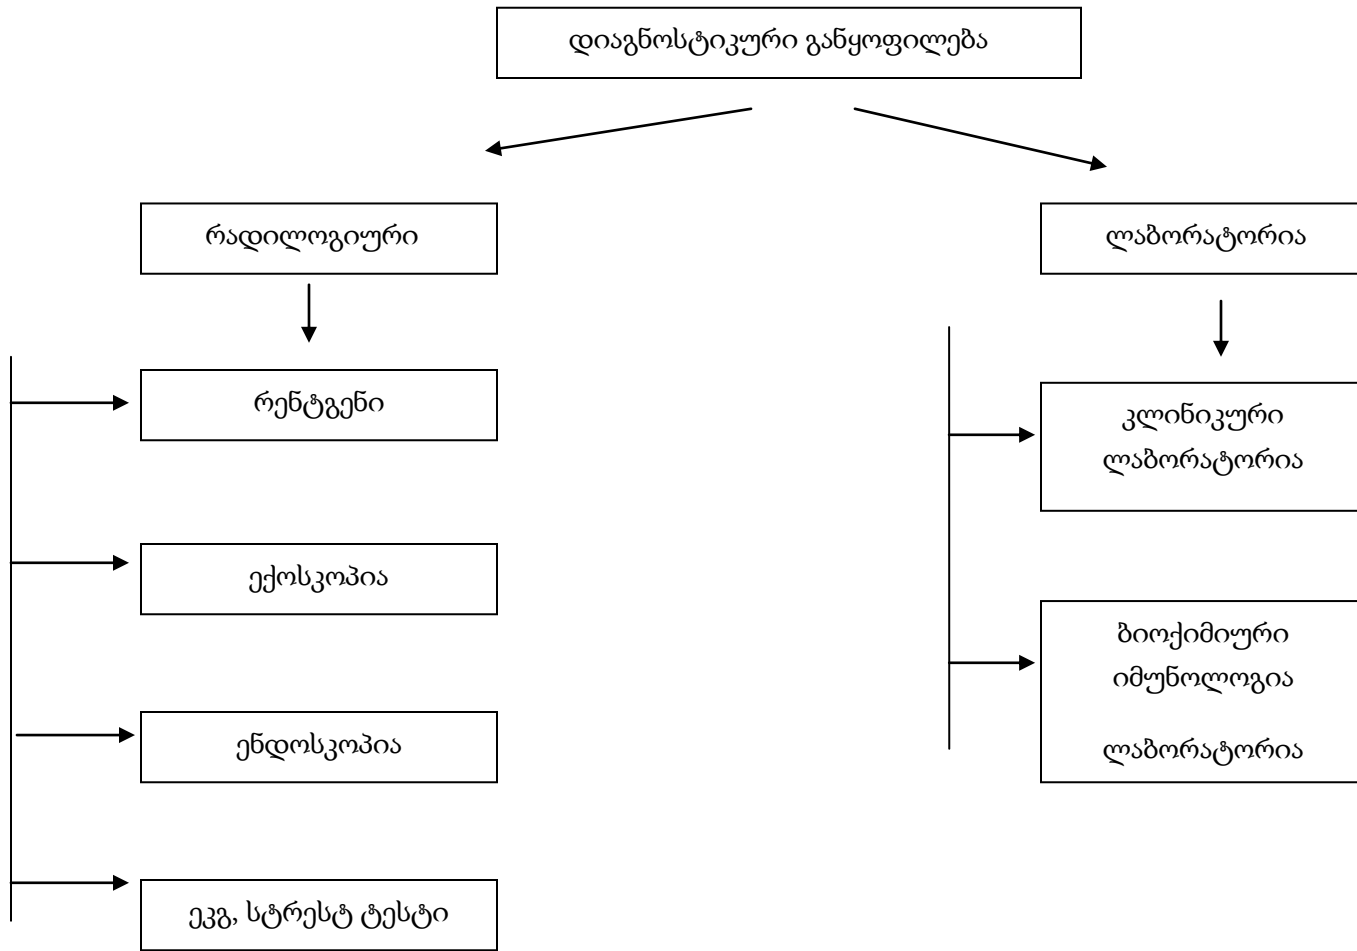 დიაგნოსტიკური განყოფილება
რადილოგიური
ლაბორატორია
რენტგენი
კლინიკური
ლაბორატორია
ექოსკოპია
ბიოქიმიური
იმუნოლოგია
ლაბორატორია
ენდოსკოპია
ეკგ, სტრესტ ტესტი